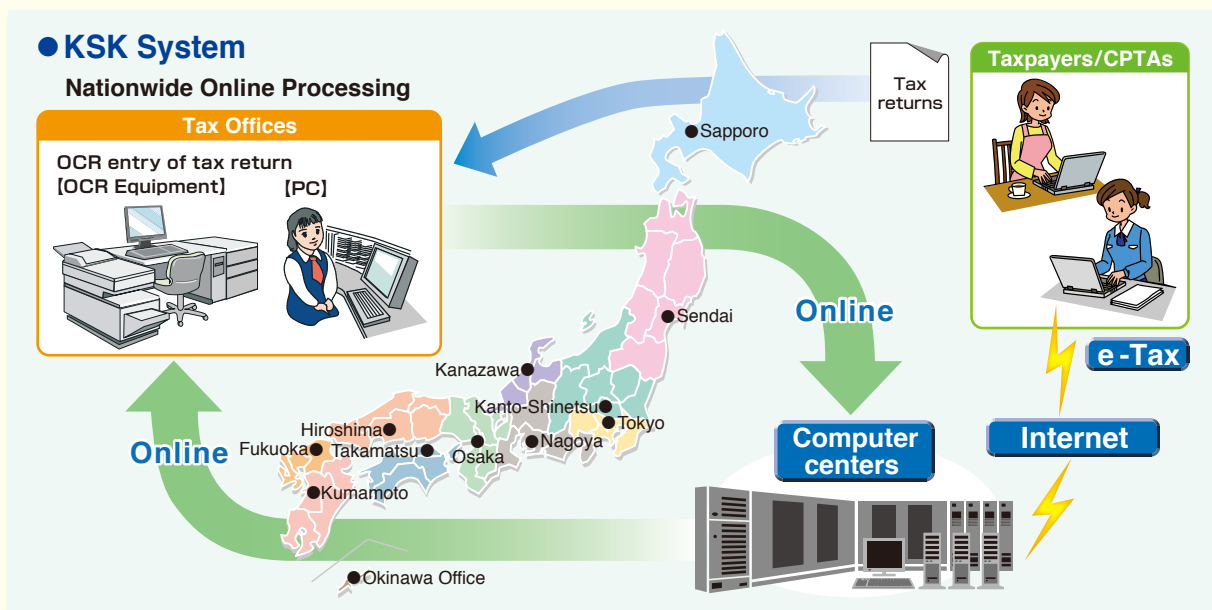 ● KSK System
Nationwide Online Processing
Tax Offices
OCR entry of tax return
【OCR Equipment】
【PC】
Tax
returns
Taxpayers/CPTAs
Sapporo
Sendai
Kanazawa
Kanto-Shinetsu
Tokyo
Hiroshima
Nagoya
Fukuoka
Takamatsu
Osaka
Kumamoto
Okinawa Office
Online
Online
e-Tax
Internet
Computer
centers